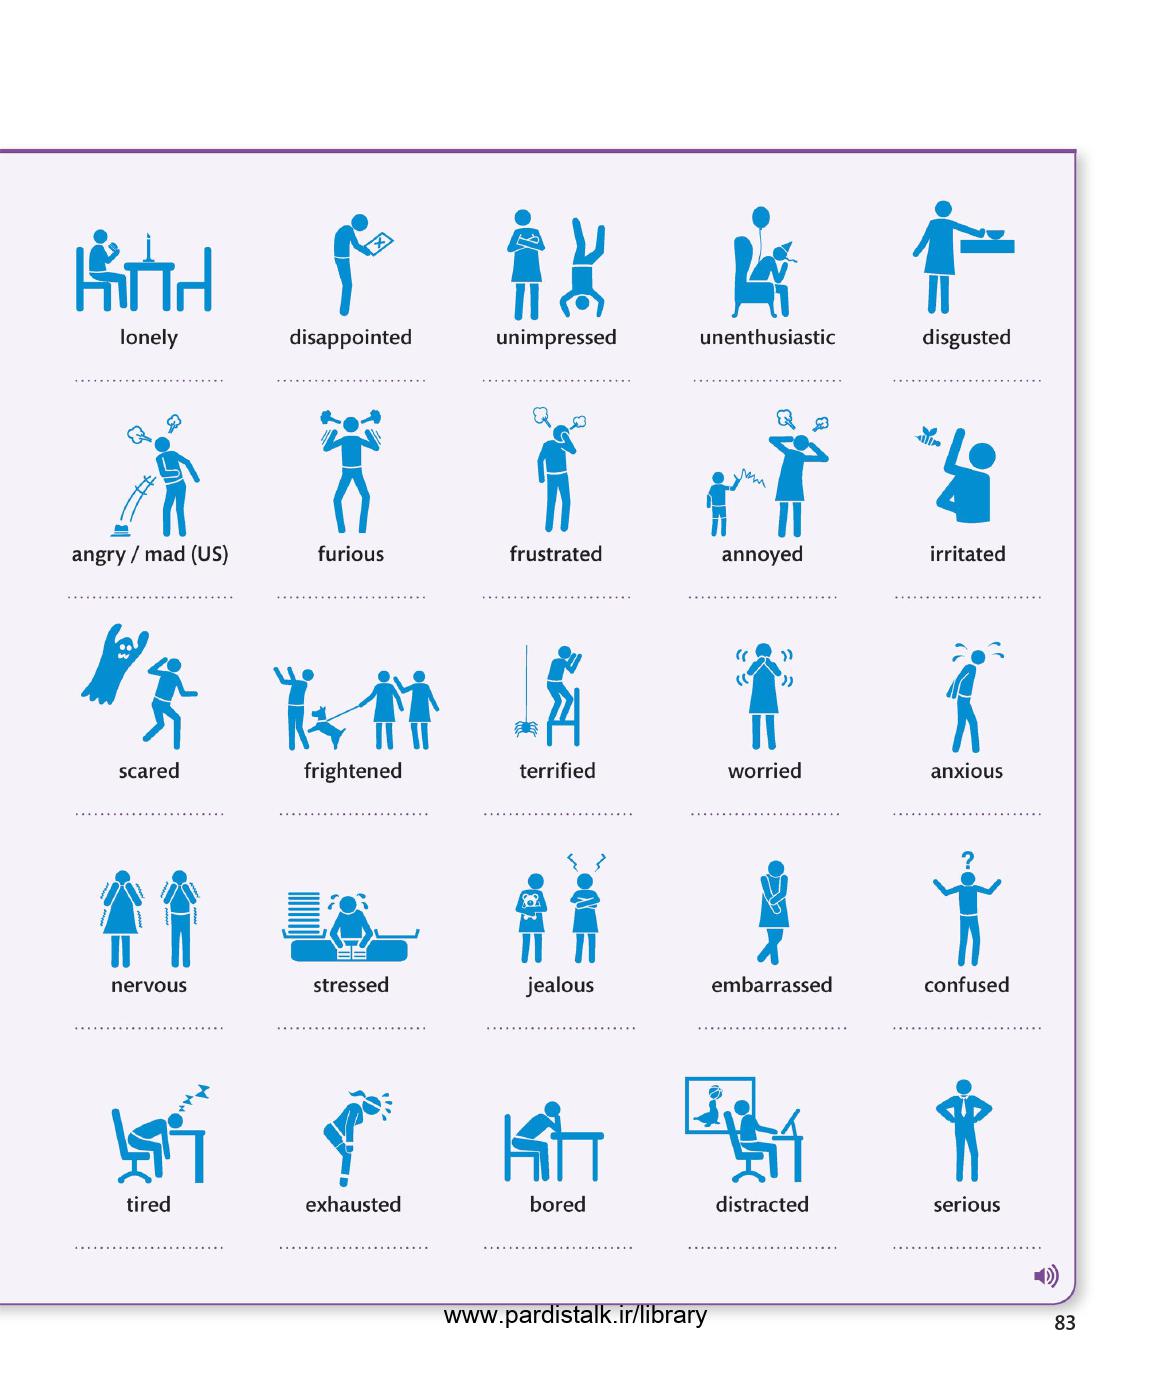 lonely disappointed unimpressed unenthusiastic disgusted
angry / mad (US) furious frustrated annoyed irritated
scared frightened terrified worried anxious
?
nervous stressed jealous embarrassed confused
tired exhausted bored distracted serious
www.pardistalk.ir/library
83